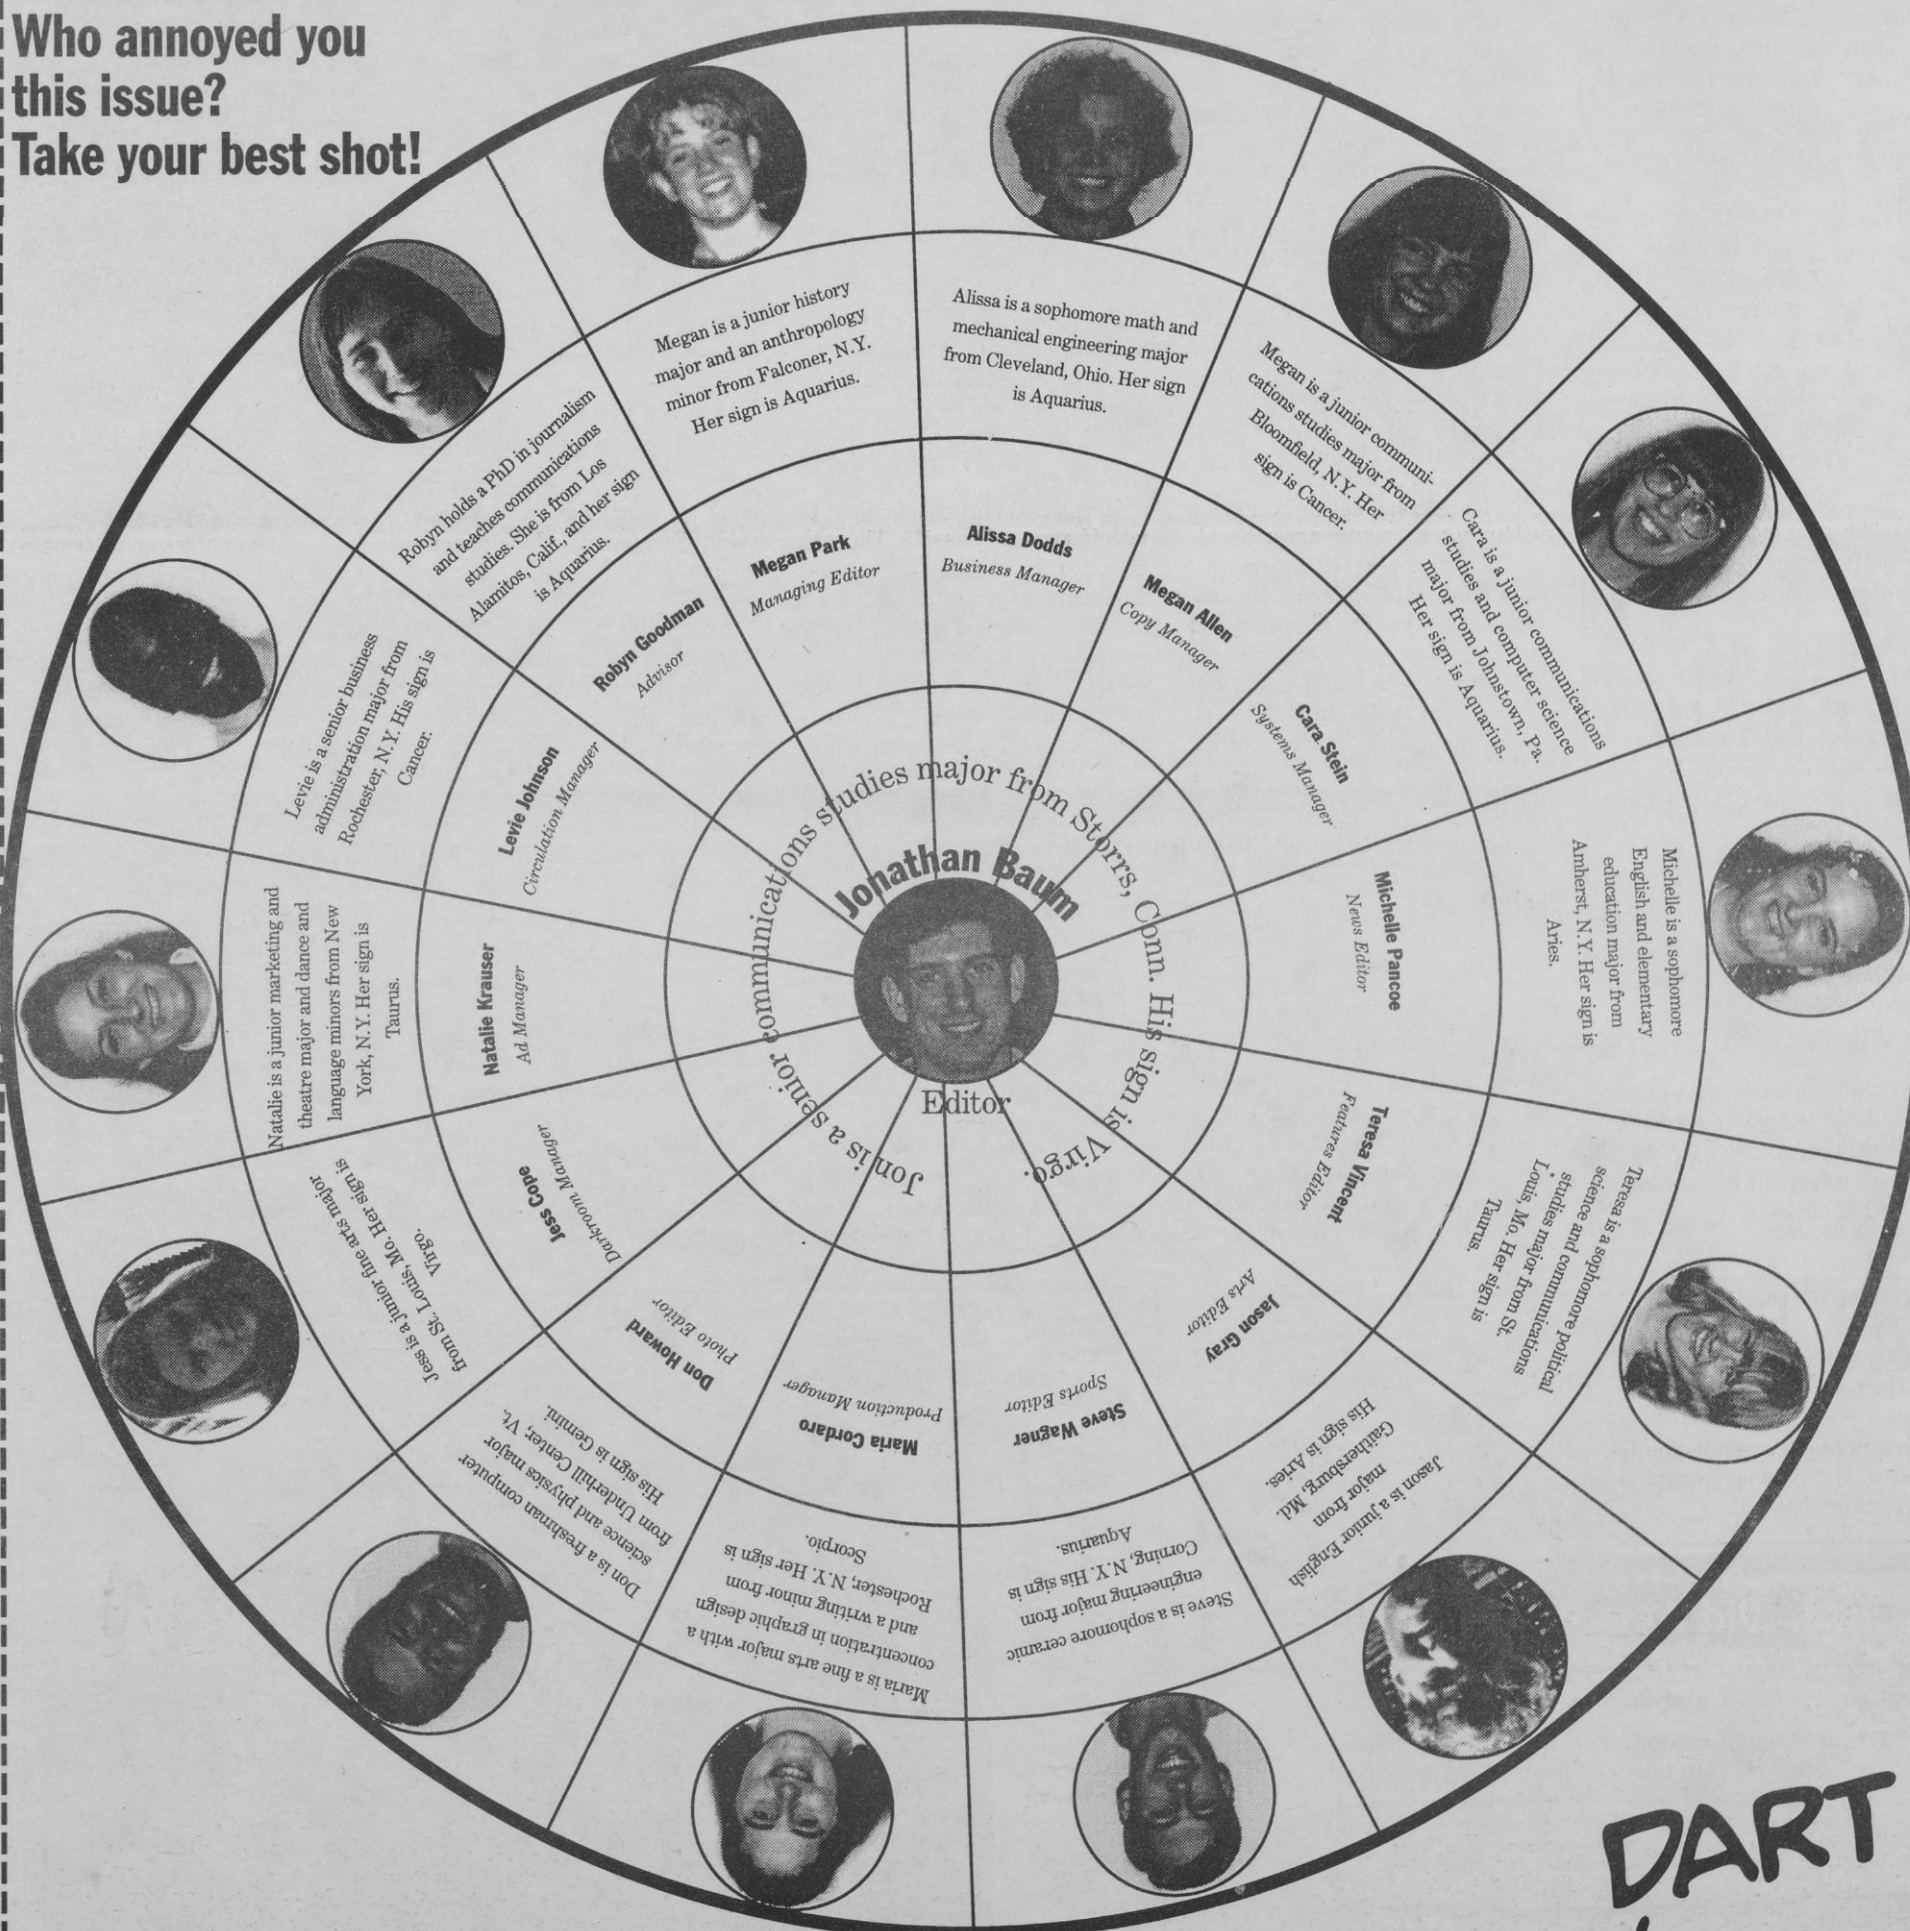 Who annoyed you
this issue?
Take your best shot!
Megan is a junior history
major and an anthropology
minor from Falconer, N.Y.
Her sign is Aquarius.
Megan Park
Managing Editor
Alissa is a sophomore math and
mechanical engineering major
from Cleveland, Ohio. Her sign
is Aquarius.
Alissa Dodds
Business Manager
Megan is a junior communi-
cations studies major from
Bloomfield, N.Y. Her
sign is Cancer.
Megan Allen
Copy Manager
Cara is a junior communications
studies and computer science
major from Johnstown, Pa.
Her sign is Aquarius.
Cara Stein
Systems Manager
Michelle is a sophomore
English and elementary
education major from
Amherst, N.Y. Her sign is
Aries.
Michelle Pancoe
News Editor
Teresa is a sophomore political
science and communications
studies major from St.
Louis, Mo. Her sign is
Taurus.
Teresa Vincent
Features Editor
Jason is a junior English
major from
Gaithersburg, Md.
His sign is Aries.
Jason Gray
Arts Editor
Steve is a sophomore ceramic
engineering major from
Corning, N.Y. His sign is
Aquarius.
Steve Wagner
Sports Editor
Maria is a fine arts major with a
concentration in graphic design
and a writing minor from
Rochester, N.Y. Her sign is
Scorpio.
Maria Cordaro
Production Manager
Don is a freshman computer
science and physics major
from Underhill Center, Vt.
His sign is Gemini.
Don Howard
Photo Editor
Jess is a junior fine arts major
from St. Louis, Mo. Her sign is
Virgo.
Jess Cope
Darkroom Manager
Natalie is a junior marketing and
theatre major and dance and
language minors from New
York, N.Y. Her sign is
Taurus.
Natalie Krauser
Ad Manager
Levie is a senior business
administration major from
Rochester, N.Y. His sign is
Cancer.
Levie Johnson
Circulation Manager
Robyn holds a PhD in journalism
and teaches communications
studies. She is from Los
Alamitos, Calif., and her sign
is Aquarius.
Robyn Goodman
Advisor
Jonathan Baum
Editor
Jon is a senior communications studies major from Storrs, Conn. His sign is Virgo.
DART